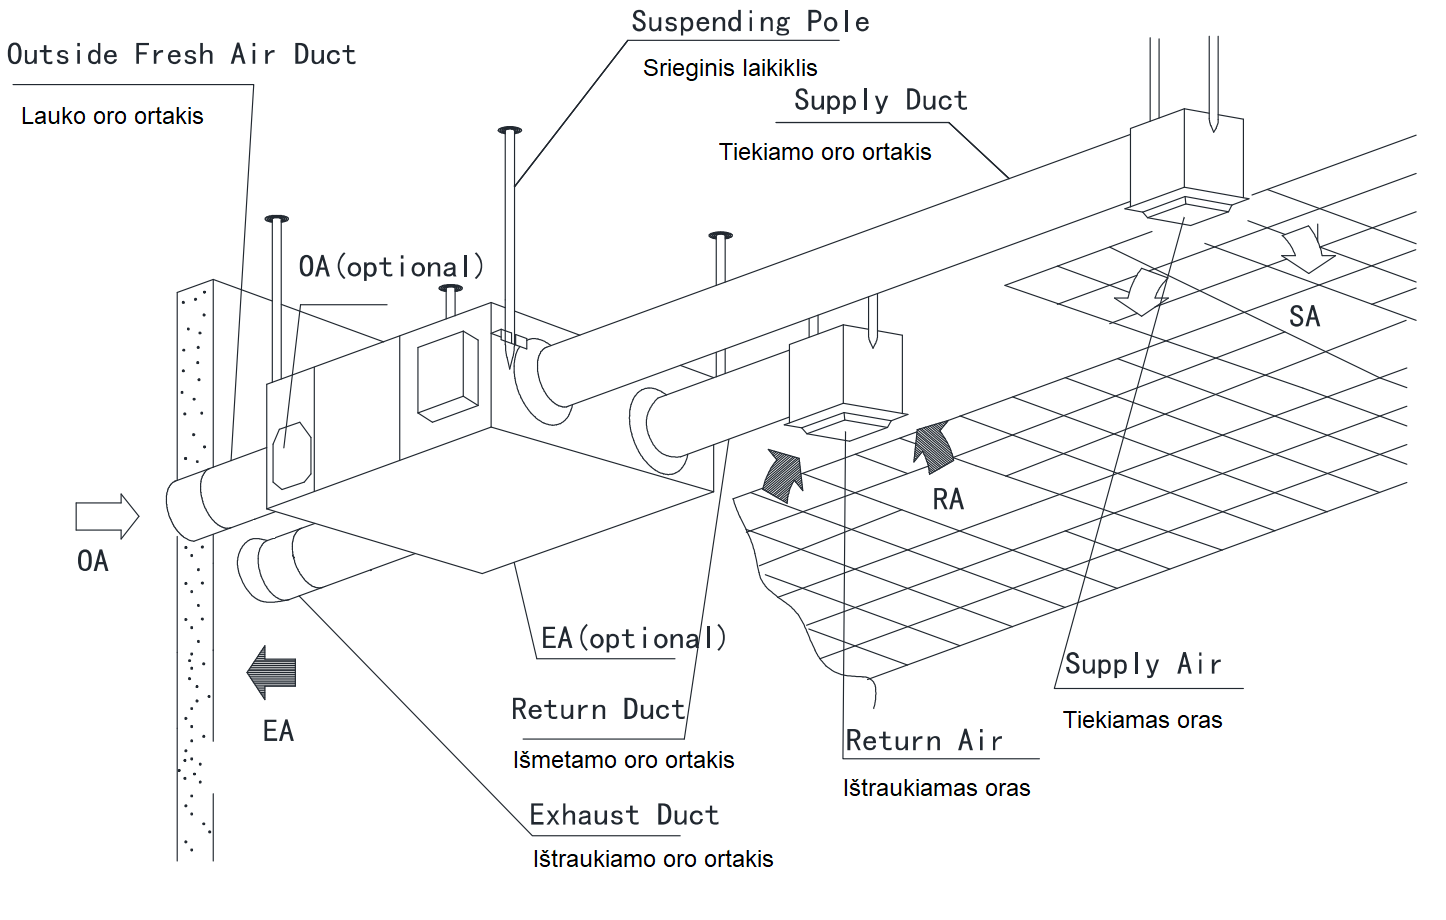 Suspending Pole
Srieginis laikiklis
Outside Fresh Air Duct
Lauko oro ortakis
Supply Duct
Tiekiamo oro ortakis
OA(optional)
SA
RA
OA
EA(optional)
EA
Supply Air
Tiekiamas oras
Return Duct
Išmetamo oro ortakis
Return Air
Ištraukiamas oras
Exhaust Duct
Ištraukiamo oro ortakis